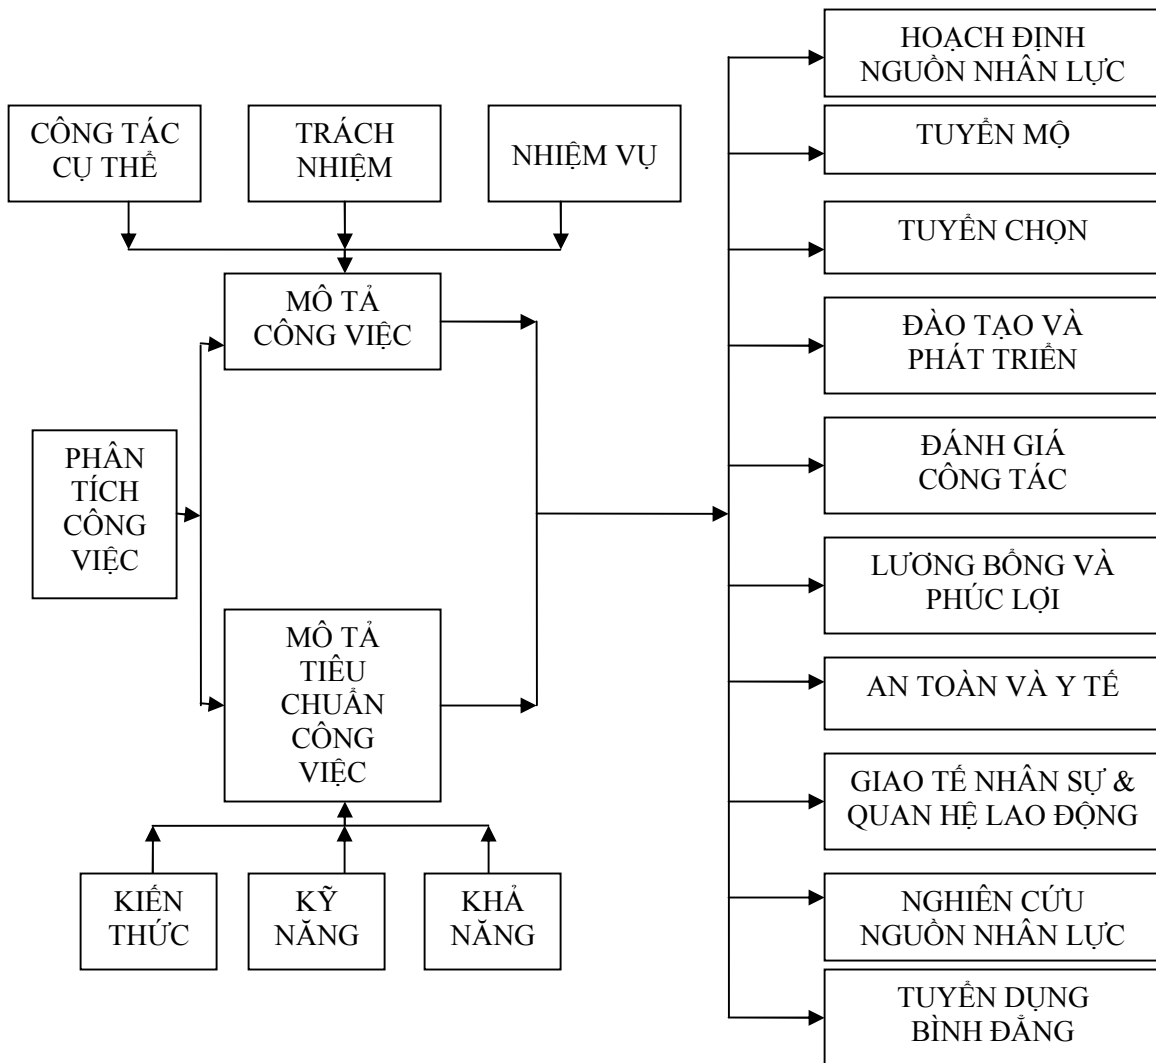 CÔNG TÁC
CỤ THỂ
TRÁCH
NHIỆM
NHIỆM VỤ
MÔ TẢ
CÔNG VIỆC
PHÂN
TÍCH
CÔNG
VIỆC
MÔ TẢ
TIÊU
CHUẨN
CÔNG
VIỆC
KIẾN
THỨC
KỸ
NĂNG
KHẢ
NĂNG
HOẠCH ĐỊNH
NGUỒN NHÂN LỰC
TUYỂN MỘ
TUYỂN CHỌN
ĐÀO TẠO VÀ
PHÁT TRIỂN
ĐÁNH GIÁ
CÔNG TÁC
LƯƠNG BỔNG VÀ
PHÚC LỢI
AN TOÀN VÀ Y TẾ
GIAO TẾ NHÂN SỰ &
QUAN HỆ LAO ĐỘNG
NGHIÊN CỨU
NGUỒN NHÂN LỰC
TUYỂN DỤNG
BÌNH ĐẲNG